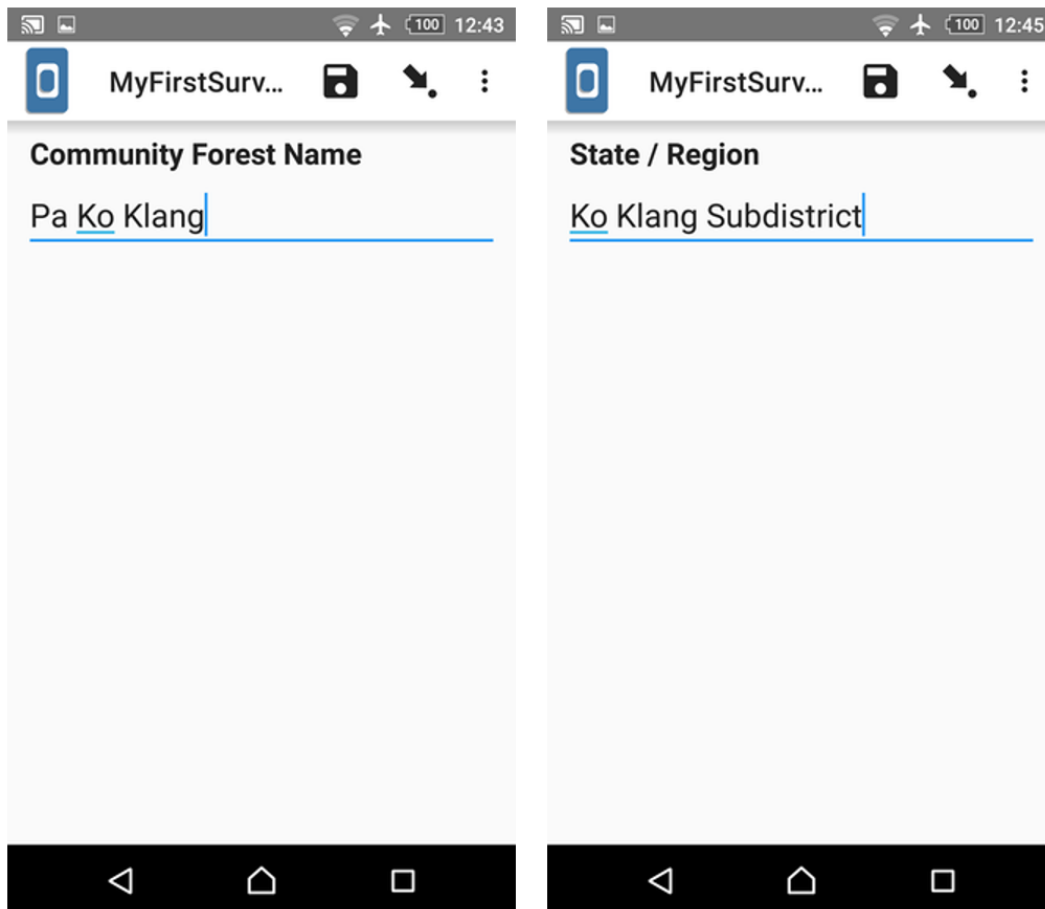 100 12:43
MyFirstSurv...
Community Forest Name
Pa Ko Klang
100 12:45
MyFirstSurv...
State / Region
Ko Klang Subdistrict